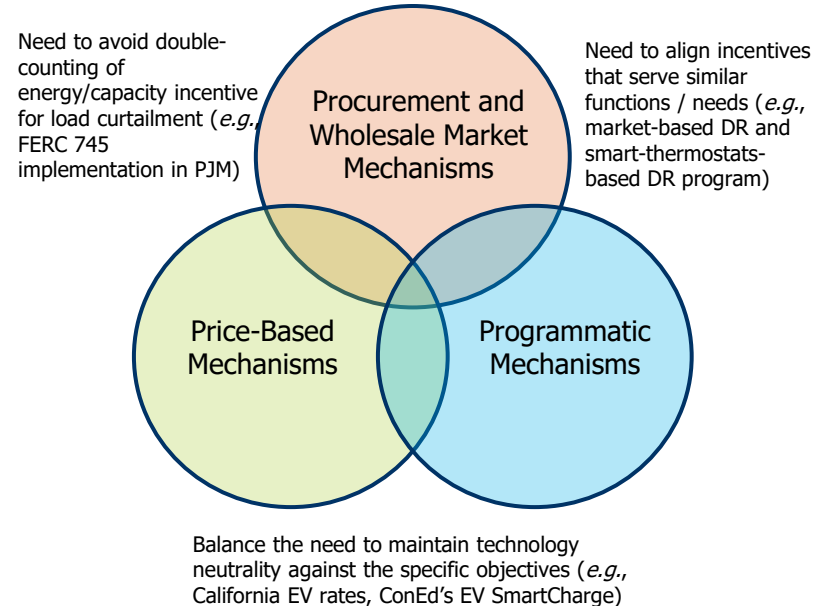 Need to avoid double-
counting of
energy/capacity incentive
for load curtailment (e.g.,
FERC 745
implementation in PJM)
Procurement and
Wholesale Market
Mechanisms
Need to align incentives
that serve similar
functions / needs (e.g.,
market-based DR and
smart-thermostats-
based DR program)
Price-Based
Mechanisms
Programmatic
Mechanisms
Balance the need to maintain technology
neutrality against the specific objectives (e.g.,
California EV rates, ConEd's EV SmartCharge)